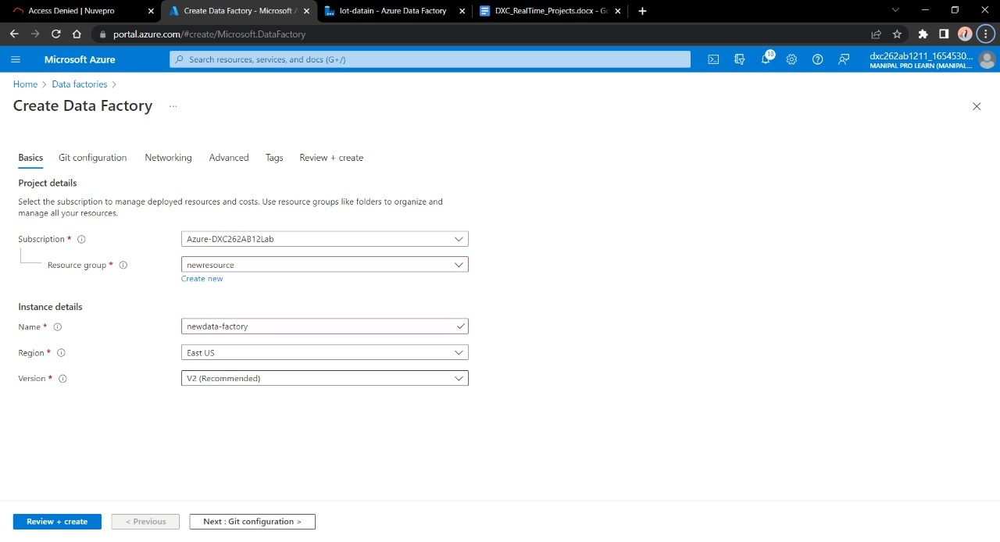 Access Denied | Nuvepro
Create Data Factory - Microsoft A
Iot-datain - Azure Data Factory
DXC_RealTime_Projects.docx - Go
portal.azure.com/#create/Microsoft.DataFactory
Microsoft Azure
Search resources, services, and docs (G+/)
18
dxc262ab1211_1654530...
MANIPAL PRO LEARN (MANIPAL...
Home > Data factories >
Create Data Factory ...
Basics Git configuration Networking Advanced Tags Review + create
Project details
Select the subscription to manage deployed resources and costs. Use resource groups like folders to organize and
manage all your resources.
Subscription * Azure-DXC262AB12Lab
Resource group * newresource
Create new
Instance details
Name * newdata-factory
Region * East US
Version * V2 (Recommended)
Review + create < Previous Next : Git configuration >